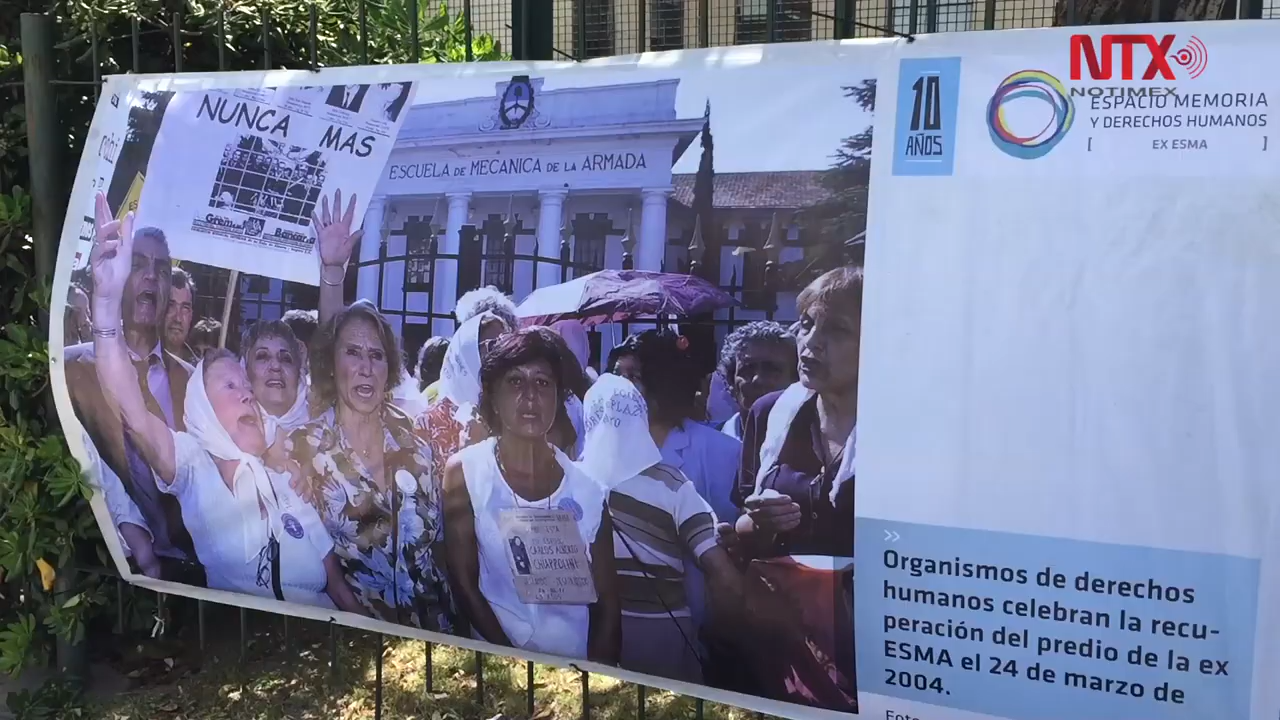 NTX
NOTIMEX
NUNCA MAS
ESCUELA DE MECANICA DE LA ARMADA
10
AÑOS
ESPACIO MEMORIA
Y DERECHOS HUMANOS
[ EX ESMA ]
CARLOS ALBERTO
Organismos de derechos
humanos celebran la recu-
peración del predio de la ex
ESMA el 24 de marzo de
2004.